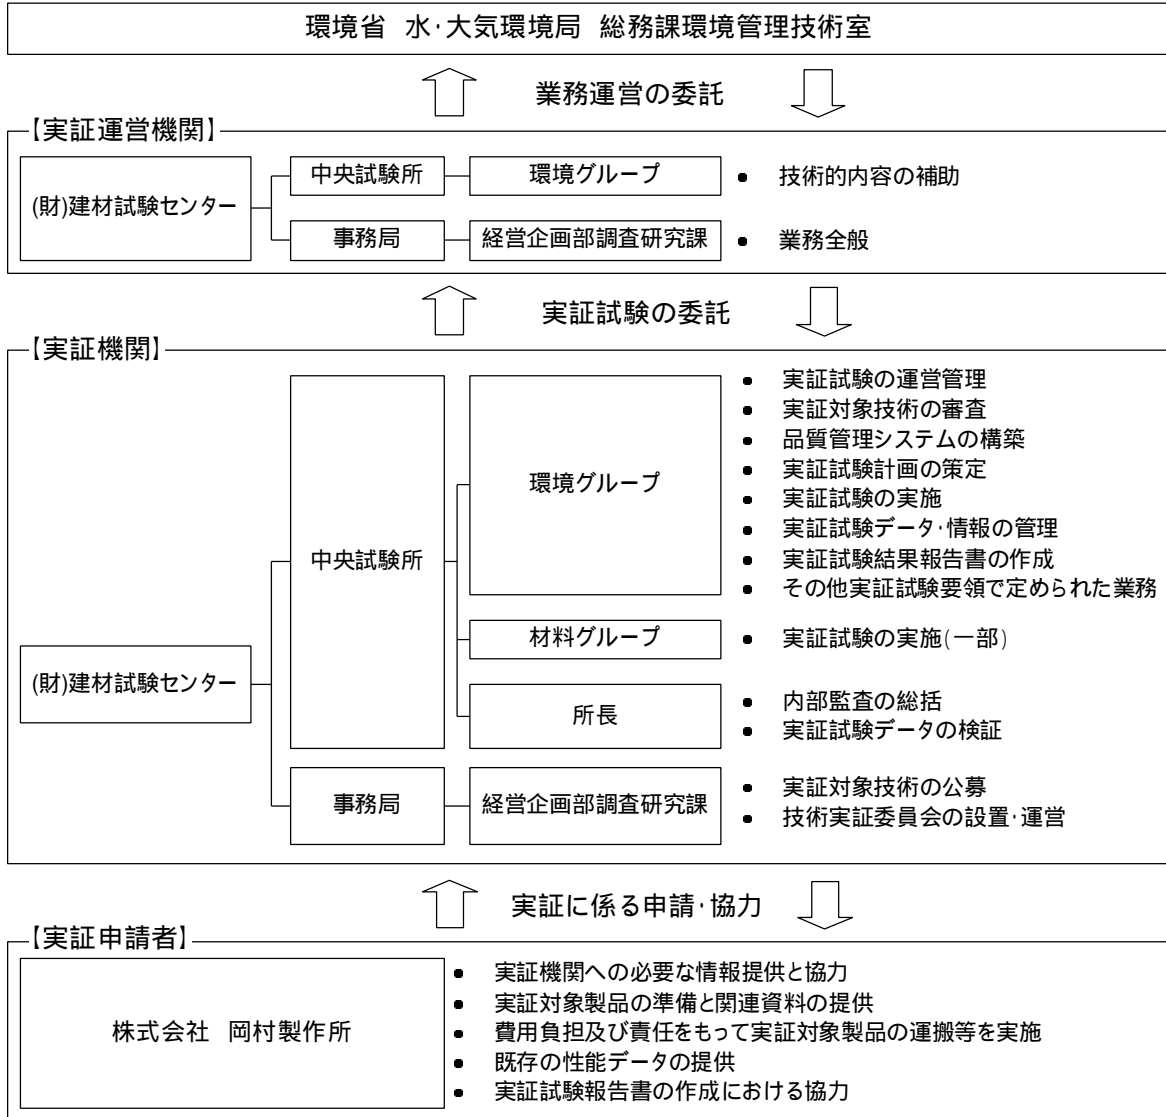 環境省 水･大気環境局 総務課環境管理技術室
業務運営の委託
【実証運営機関】
(財)建材試験センター
中央試験所
環境グループ
● 技術的内容の補助
事務局
経営企画部調査研究課
● 業務全般
実証試験の委託
【実証機関】
(財)建材試験センター
中央試験所
環境グループ
● 実証試験の運営管理
● 実証対象技術の審査
● 品質管理システムの構築
● 実証試験計画の策定
● 実証試験の実施
● 実証試験データ･情報の管理
● 実証試験結果報告書の作成
● その他実証試験要領で定められた業務
材料グループ
● 実証試験の実施(一部)
所長
● 内部監査の総括
● 実証試験データの検証
事務局
経営企画部調査研究課
● 実証対象技術の公募
● 技術実証委員会の設置･運営
実証に係る申請･協力
【実証申請者】
株式会社 岡村製作所
● 実証機関への必要な情報提供と協力
● 実証対象製品の準備と関連資料の提供
● 費用負担及び責任をもって実証対象製品の運搬等を実施
● 既存の性能データの提供
● 実証試験報告書の作成における協力